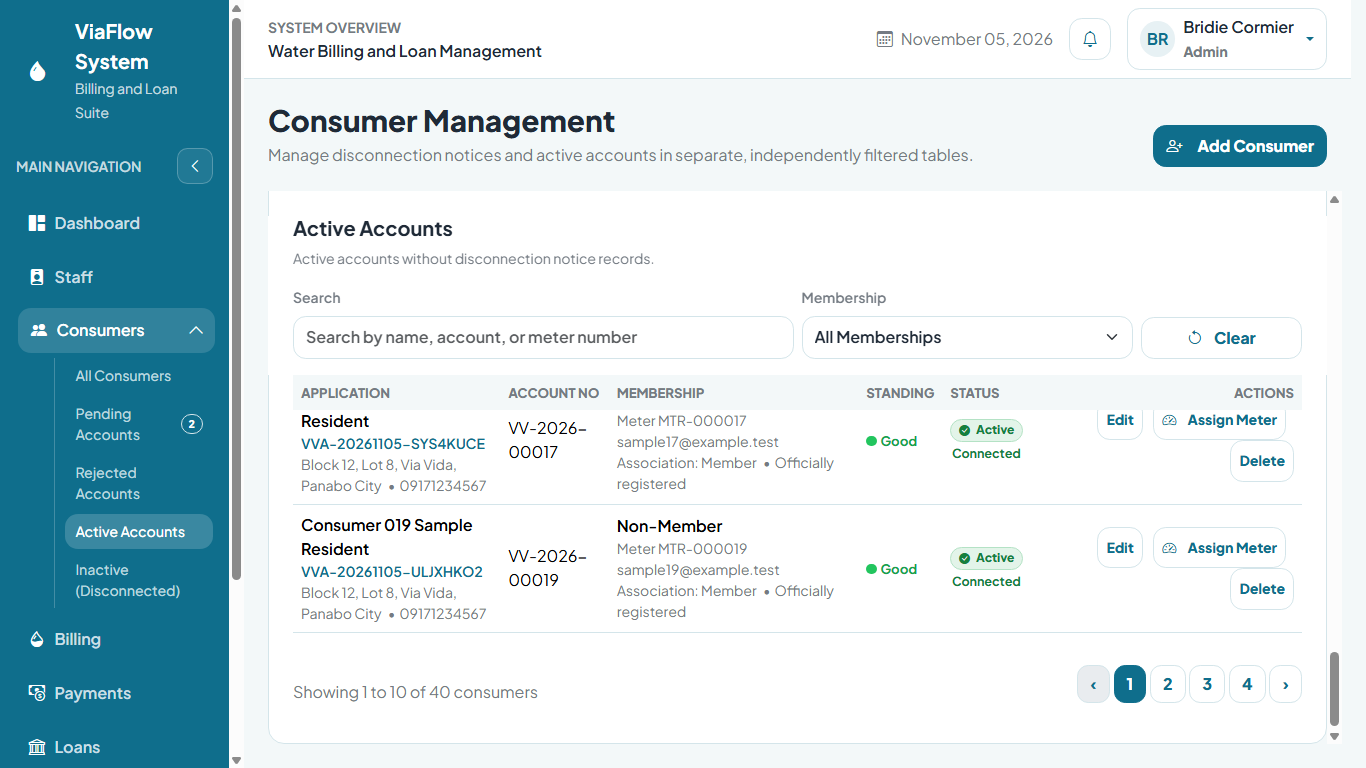 ViaFlow
System
Billing and Loan
Suite
MAIN NAVIGATION
Dashboard
Staff
Consumers
All Consumers
Pending
Accounts
2
Rejected
Accounts
Active Accounts
Inactive
(Disconnected)
Billing
Payments
Loans
SYSTEM OVERVIEW
Water Billing and Loan Management
November 05, 2026
BR
Bridie Cormier
Admin
Consumer Management
Manage disconnection notices and active accounts in separate, independently filtered tables.
Add Consumer
Active Accounts
Active accounts without disconnection notice records.
Search
Membership
Search by name, account, or meter number
All Memberships
Clear
APPLICATION ACCOUNT NO MEMBERSHIP STANDING STATUS ACTIONS
Resident
VVA-20261105-SYS4KUCE
Block 12, Lot 8, Via Vida,
Panabo City • 09171234567
VV-2026-
00017
Meter MTR-000017
sample17@example.test
Association: Member • Officially
registered
Good
Active
Connected
Edit
Assign Meter
Delete
Consumer 019 Sample
Resident
VVA-20261105-ULJXHKO2
Block 12, Lot 8, Via Vida,
Panabo City • 09171234567
VV-2026-
00019
Non-Member
Meter MTR-000019
sample19@example.test
Association: Member • Officially
registered
Good
Active
Connected
Edit
Assign Meter
Delete
Showing 1 to 10 of 40 consumers
‹ 1 2 3 4 ›